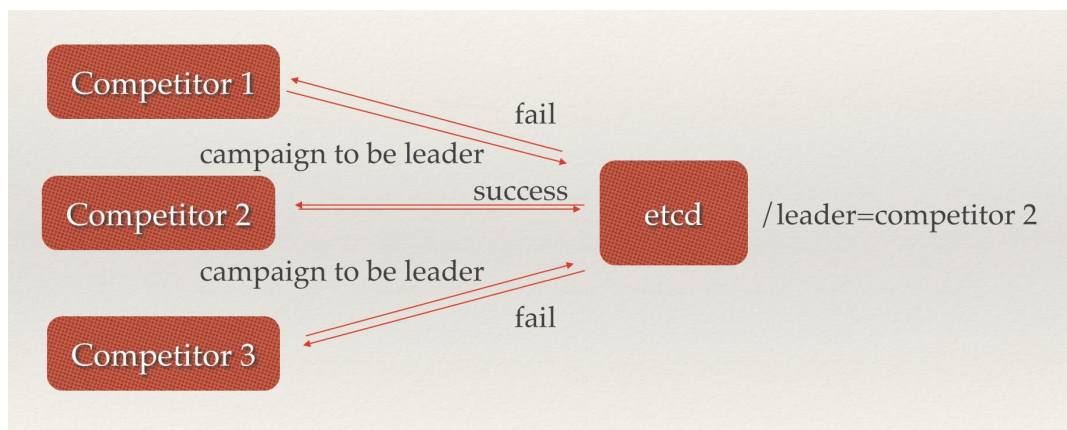 Competitor 1
fail
campaign to be leader
success
Competitor 2
etcd
/leader=competitor 2
campaign to be leader
fail
Competitor 3